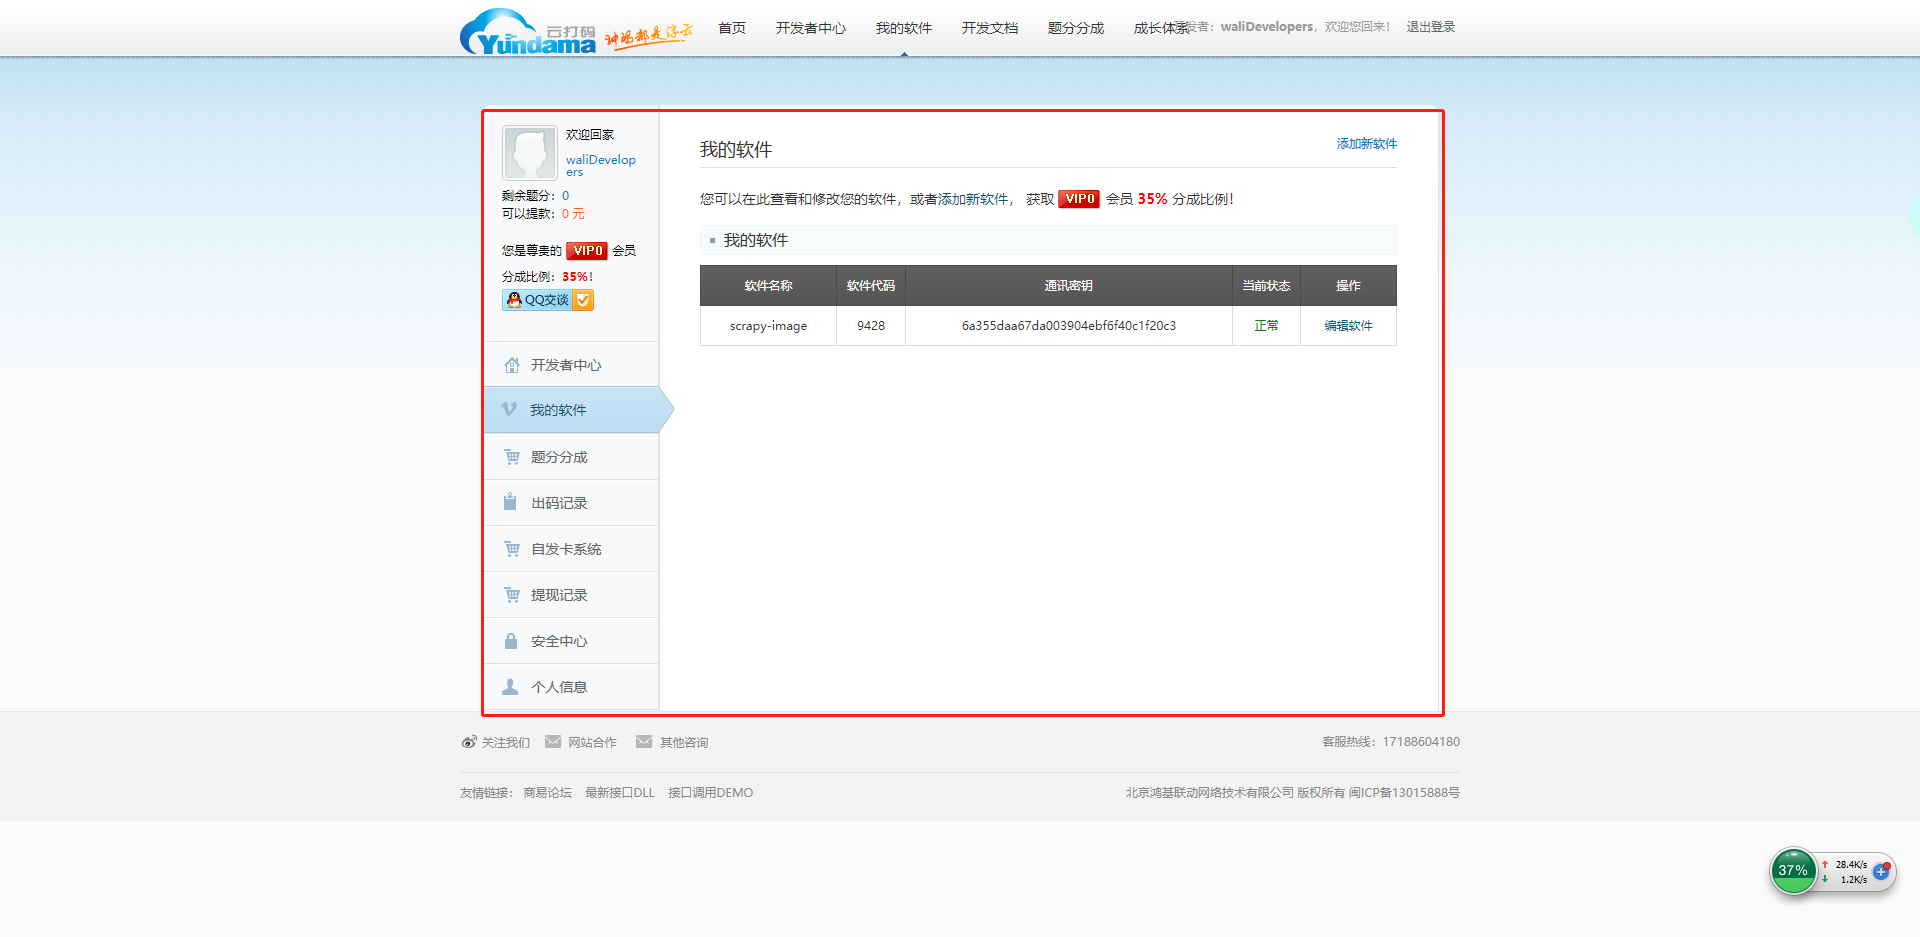 Yundama 云打码
首页 开发者中心 我的软件 开发文档 题分分成 成长体系 发者：waliDevelopers，欢迎您回来！ 退出登录
欢迎回家
waliDevelop
ers
剩余题分：0
可以提款：0 元
您是尊贵的 VIP0 会员
分成比例：35%！
QQ交谈
开发者中心
我的软件
题分分成
出码记录
自发卡系统
提现记录
安全中心
个人信息
我的软件 添加新软件
您可以在此查看和修改您的软件，或者添加新软件， 获取 VIP0 会员 35% 分成比例！
我的软件
软件名称 软件代码 通讯密钥 当前状态 操作
scrapy-image 9428 6a355daa67da003904ebf6f40c1f20c3 正常 编辑软件
关注我们 网站合作 其他咨询 客服热线：17188604180
友情链接： 商易论坛 最新接口DLL 接口调用DEMO 北京鸿基联动网络技术有限公司 版权所有 闽ICP备13015888号
37% 28.4K/s
1.2K/s